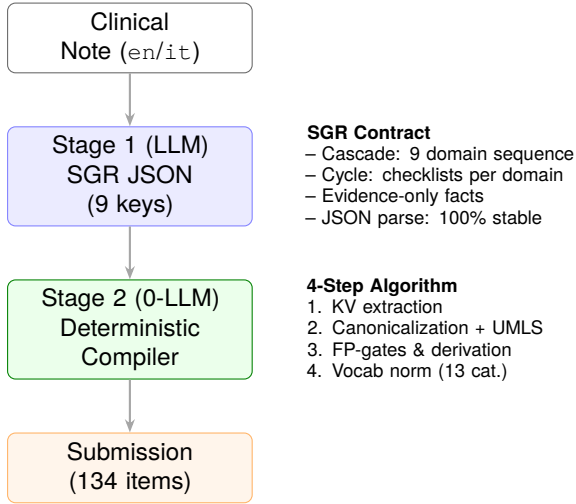 Clinical
Note (en/it)
Stage 1 (LLM)
SGR JSON
(9 keys)
SGR Contract
– Cascade: 9 domain sequence
– Cycle: checklists per domain
– Evidence-only facts
– JSON parse: 100% stable
Stage 2 (0-LLM)
Deterministic
Compiler
4-Step Algorithm
1. KV extraction
2. Canonicalization + UMLS
3. FP-gates & derivation
4. Vocab norm (13 cat.)
Submission
(134 items)